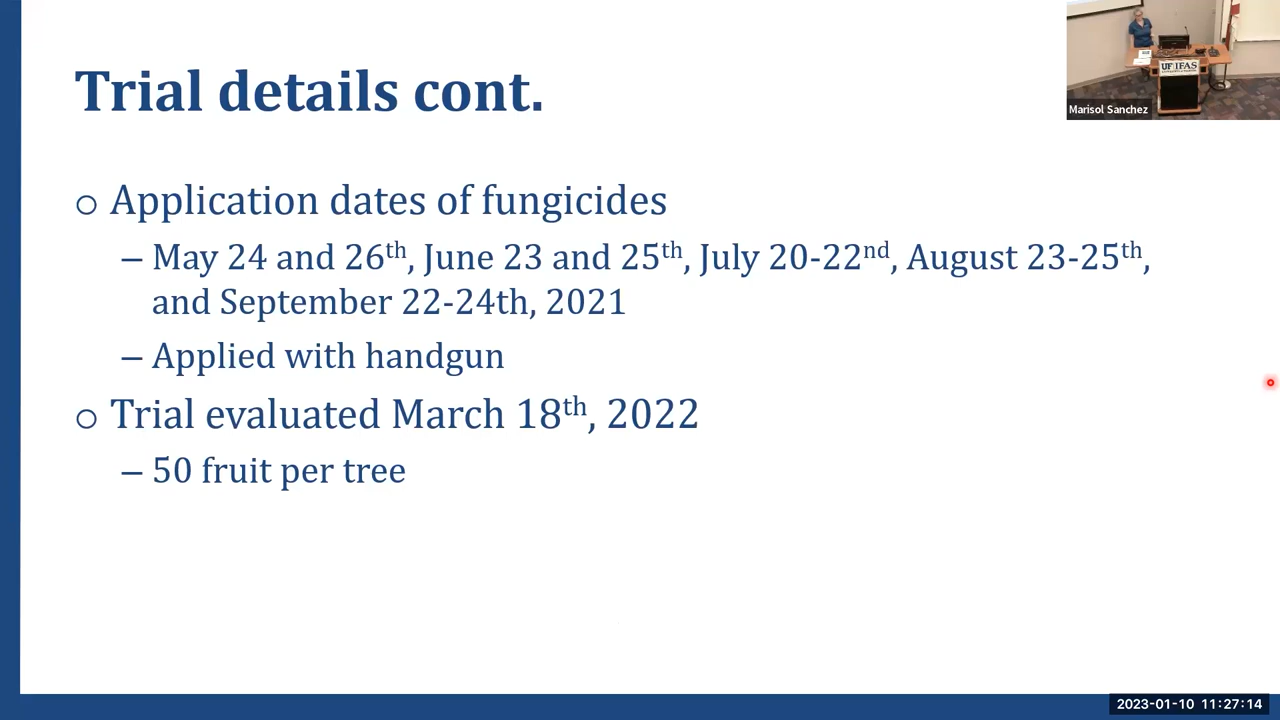 Trial details cont.
Marisol Sanchez
UF IFAS
o Application dates of fungicides
– May 24 and 26th, June 23 and 25th, July 20-22nd, August 23-25th,
and September 22-24th, 2021
– Applied with handgun
o Trial evaluated March 18th, 2022
– 50 fruit per tree
2023-01-10 11:27:14